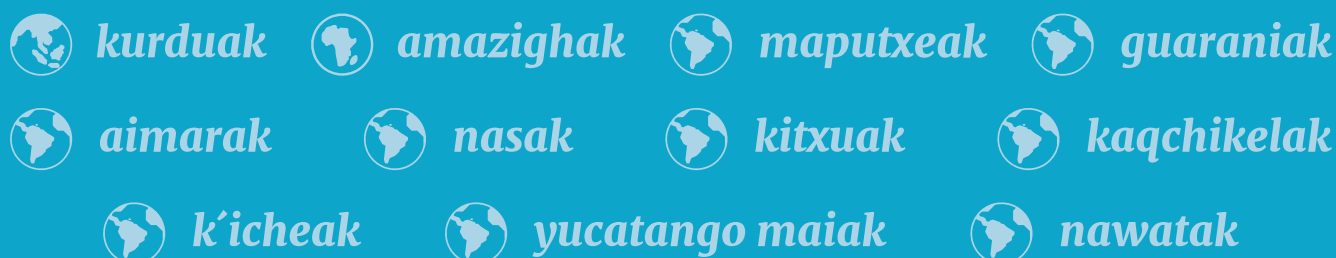 kurduak amazighak maputxeak guaraniak
aimarak nasak kitxuak kaqchikelak
k´icheak yucatango maiak nawatak